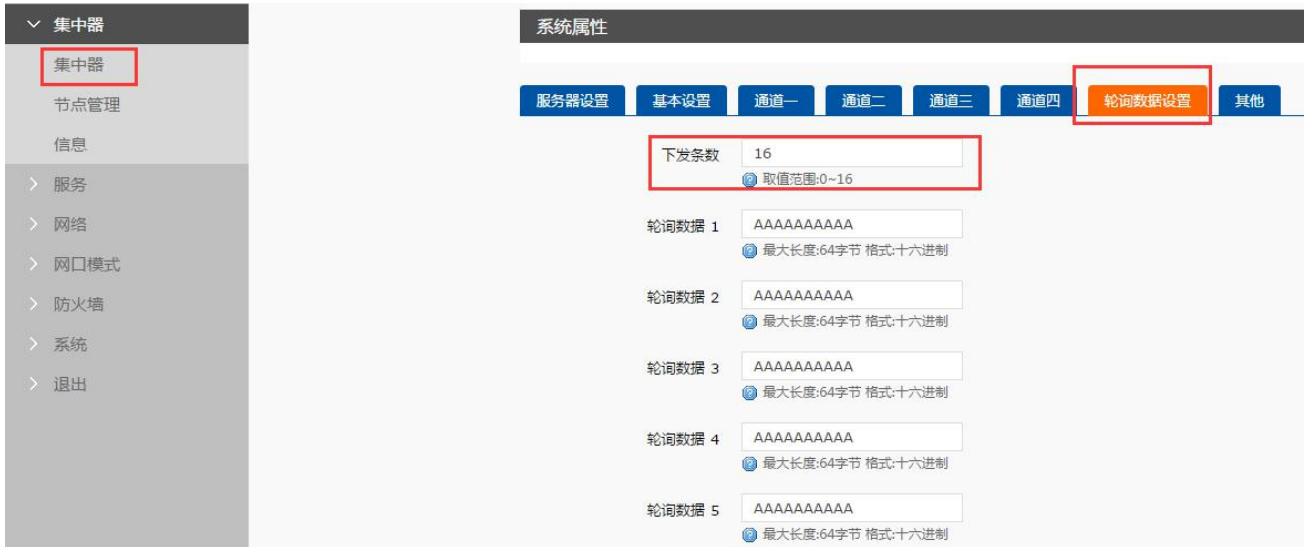 集中器
集中器
节点管理
信息
服务
网络
网口模式
防火墙
系统
退出
系统属性
服务器设置 基本设置 通道一 通道二 通道三 通道四 轮询数据设置 其他
下发条数 16
取值范围:0~16
轮询数据 1 AAAAAAAAAA
最大长度:64字节 格式:十六进制
轮询数据 2 AAAAAAAAAA
最大长度:64字节 格式:十六进制
轮询数据 3 AAAAAAAAAA
最大长度:64字节 格式:十六进制
轮询数据 4 AAAAAAAAAA
最大长度:64字节 格式:十六进制
轮询数据 5 AAAAAAAAAA
最大长度:64字节 格式:十六进制